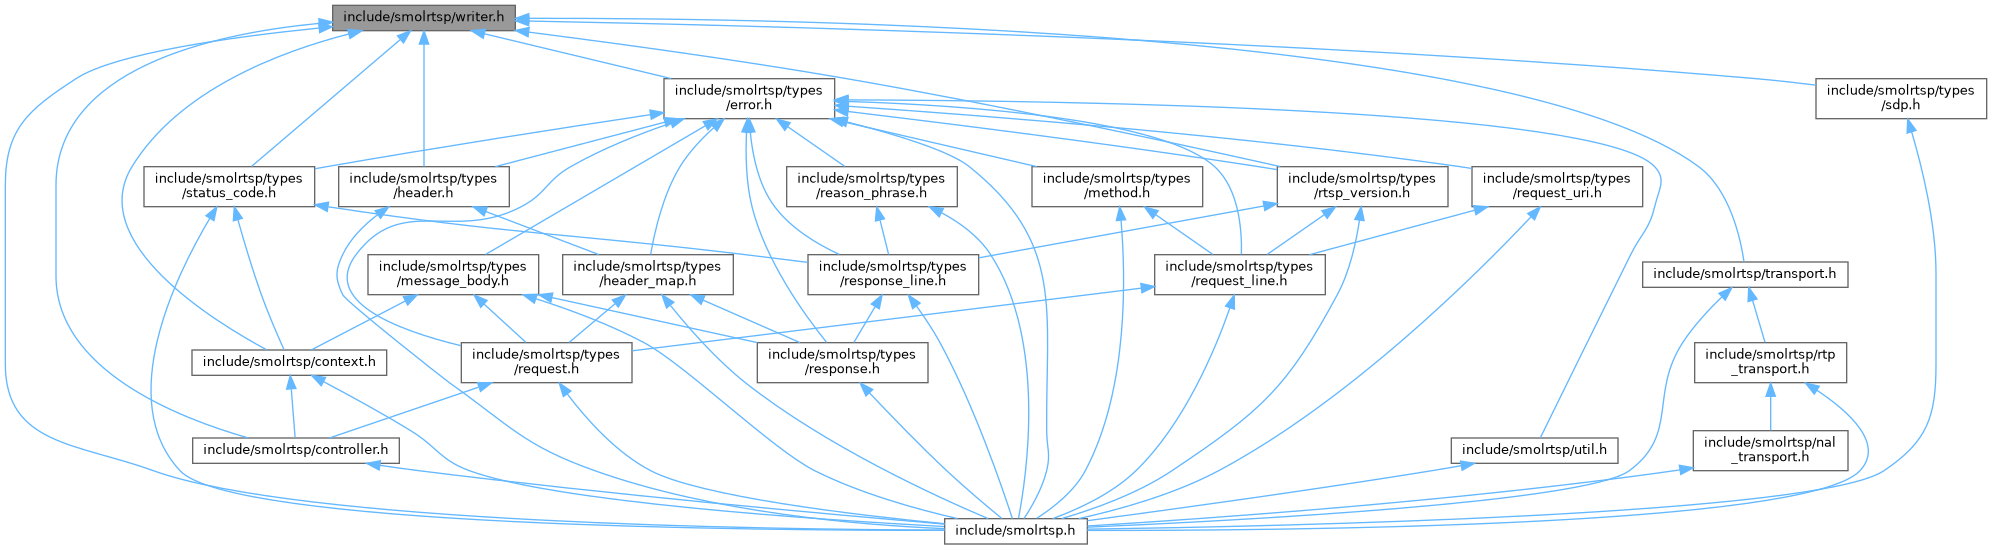 include/smolrtsp/writer.h
include/smolrtsp/types
/error.h
include/smolrtsp/types
/sdp.h
include/smolrtsp/types
/status_code.h
include/smolrtsp/types
/header.h
include/smolrtsp/types
/reason_phrase.h
include/smolrtsp/types
/method.h
include/smolrtsp/types
/rtsp_version.h
include/smolrtsp/types
/request_uri.h
include/smolrtsp/types
/message_body.h
include/smolrtsp/types
/header_map.h
include/smolrtsp/types
/response_line.h
include/smolrtsp/types
/request_line.h
include/smolrtsp/transport.h
include/smolrtsp/context.h
include/smolrtsp/types
/request.h
include/smolrtsp/types
/response.h
include/smolrtsp/rtp
_transport.h
include/smolrtsp/controller.h
include/smolrtsp/util.h
include/smolrtsp/nal
_transport.h
include/smolrtsp.h